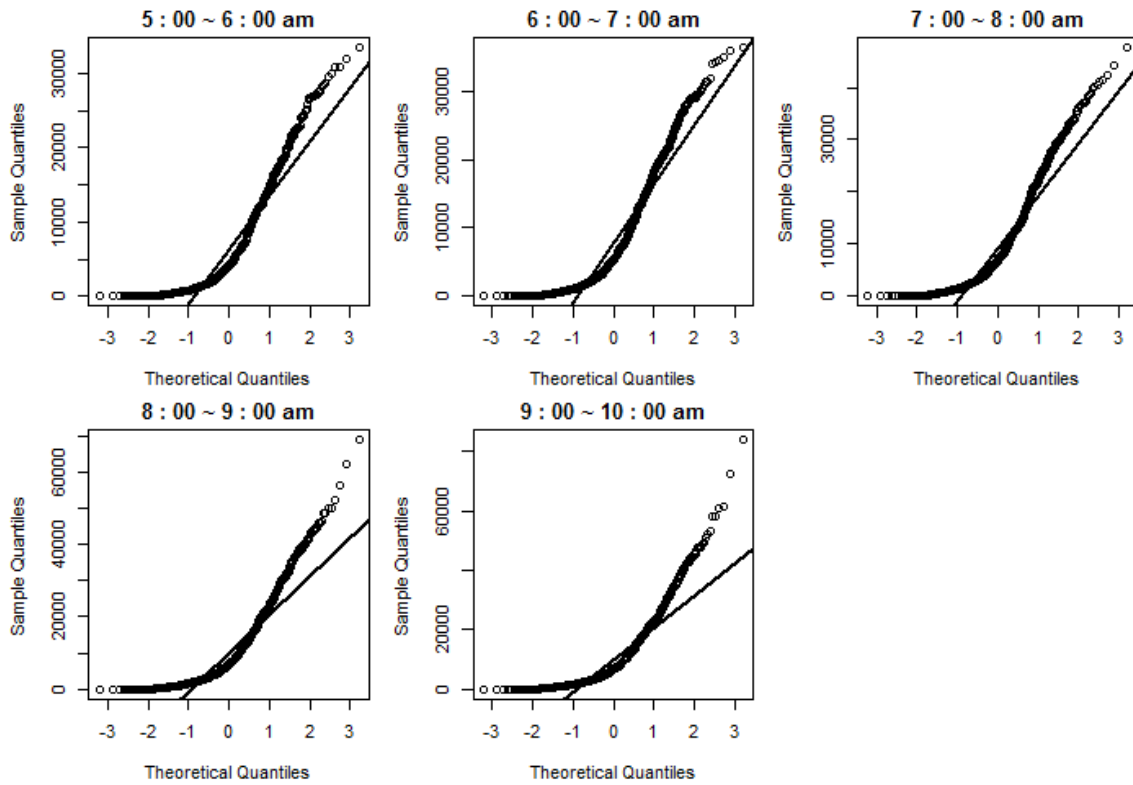 5 : 00 ~ 6 : 00 am
Sample Quantiles
0 10000 20000 30000
-3 -2 -1 0 1 2 3
Theoretical Quantiles
6 : 00 ~ 7 : 00 am
Sample Quantiles
0 10000 20000 30000
-3 -2 -1 0 1 2 3
Theoretical Quantiles
7 : 00 ~ 8 : 00 am
Sample Quantiles
0 10000 30000
-3 -2 -1 0 1 2 3
Theoretical Quantiles
8 : 00 ~ 9 : 00 am
Sample Quantiles
0 20000 40000 60000
-3 -2 -1 0 1 2 3
Theoretical Quantiles
9 : 00 ~ 10 : 00 am
Sample Quantiles
0 20000 60000
-3 -2 -1 0 1 2 3
Theoretical Quantiles